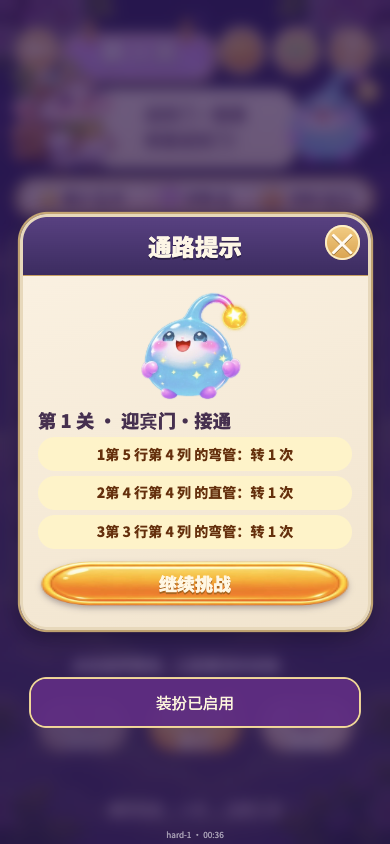 通路提示
第 1 关 · 迎宾门 · 接通
1第 5 行第 4 列 的弯管：转 1 次
2第 4 行第 4 列 的直管：转 1 次
3第 3 行第 4 列 的弯管：转 1 次
继续挑战
装扮已启用
hard-1 · 00:36